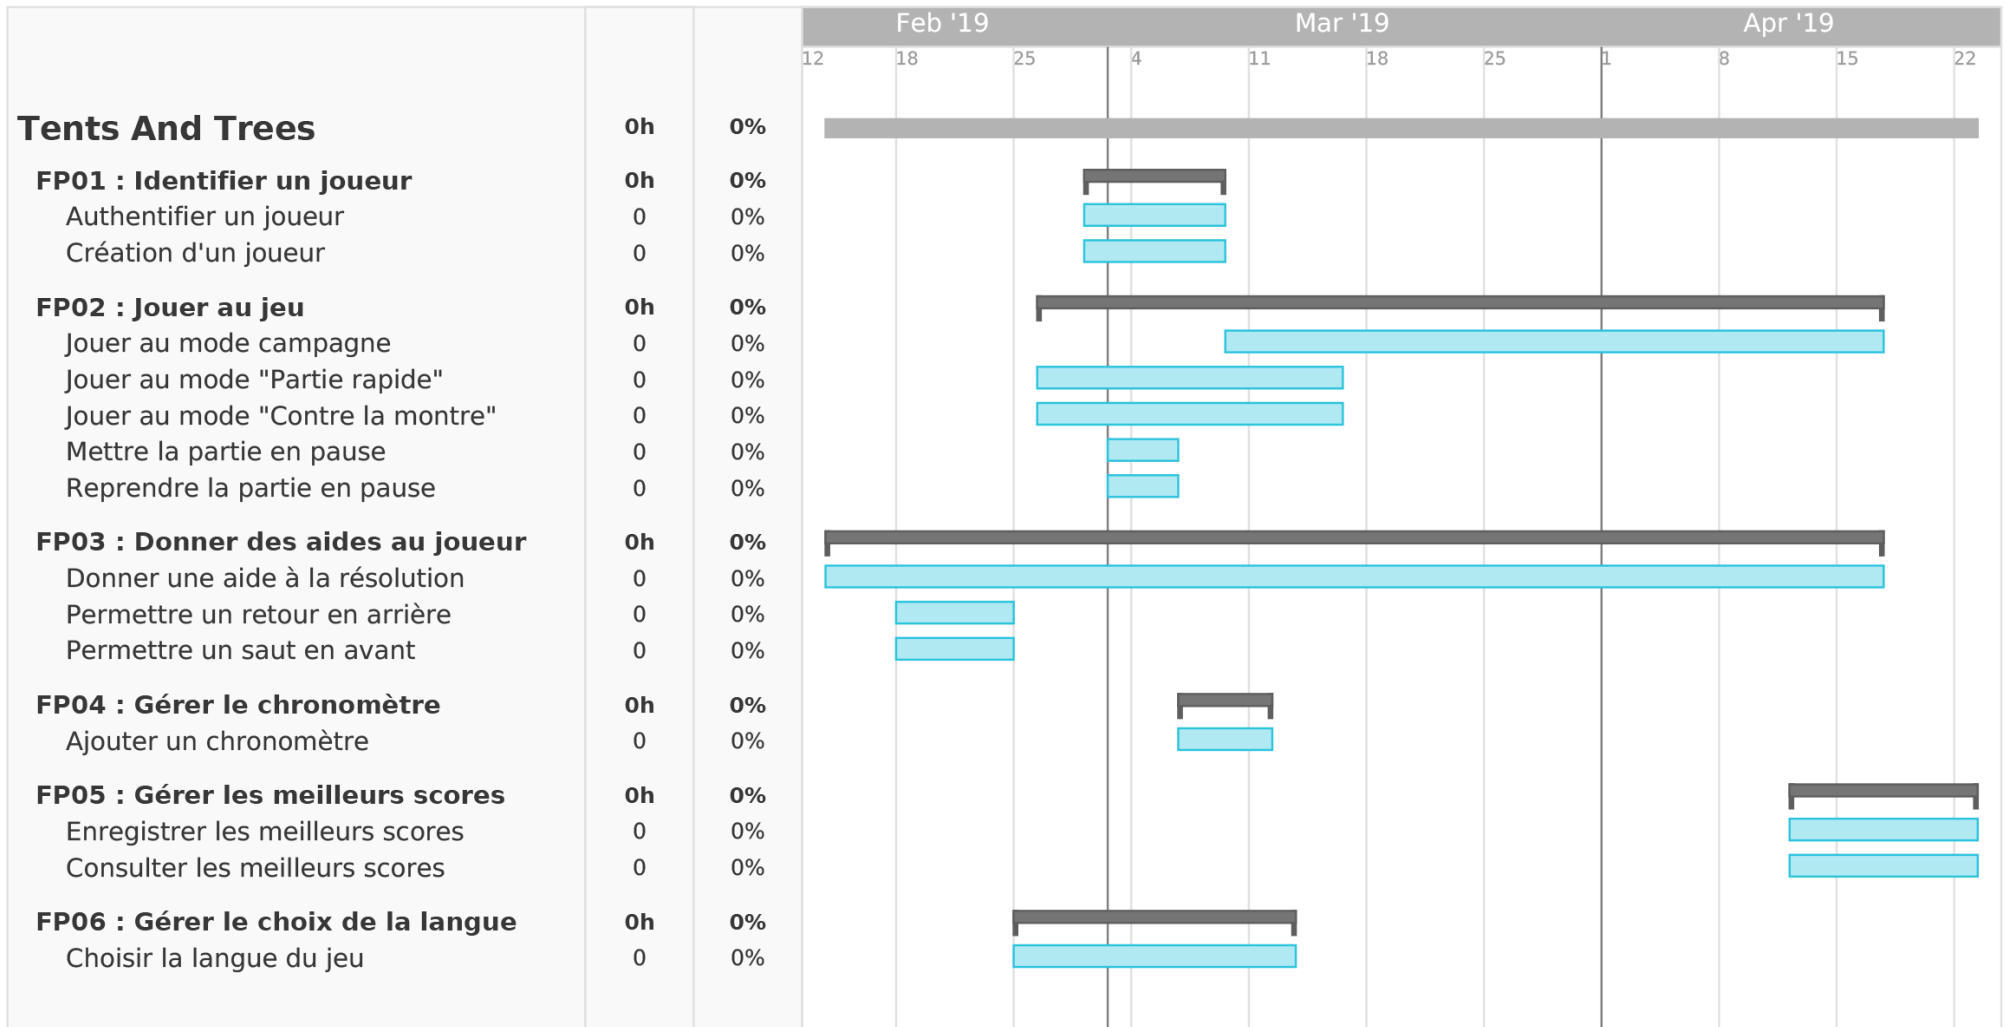 Feb '19 Mar '19 Apr '19
12 18 25 4 11 18 25 1 8 15 22
Tents And Trees 0h 0%
FP01 : Identifier un joueur 0h 0%
Authentifier un joueur 0 0%
Création d'un joueur 0 0%
FP02 : Jouer au jeu 0h 0%
Jouer au mode campagne 0 0%
Jouer au mode "Partie rapide" 0 0%
Jouer au mode "Contre la montre" 0 0%
Mettre la partie en pause 0 0%
Reprendre la partie en pause 0 0%
FP03 : Donner des aides au joueur 0h 0%
Donner une aide à la résolution 0 0%
Permettre un retour en arrière 0 0%
Permettre un saut en avant 0 0%
FP04 : Gérer le chronomètre 0h 0%
Ajouter un chronomètre 0 0%
FP05 : Gérer les meilleurs scores 0h 0%
Enregistrer les meilleurs scores 0 0%
Consulter les meilleurs scores 0 0%
FP06 : Gérer le choix de la langue 0h 0%
Choisir la langue du jeu 0 0%